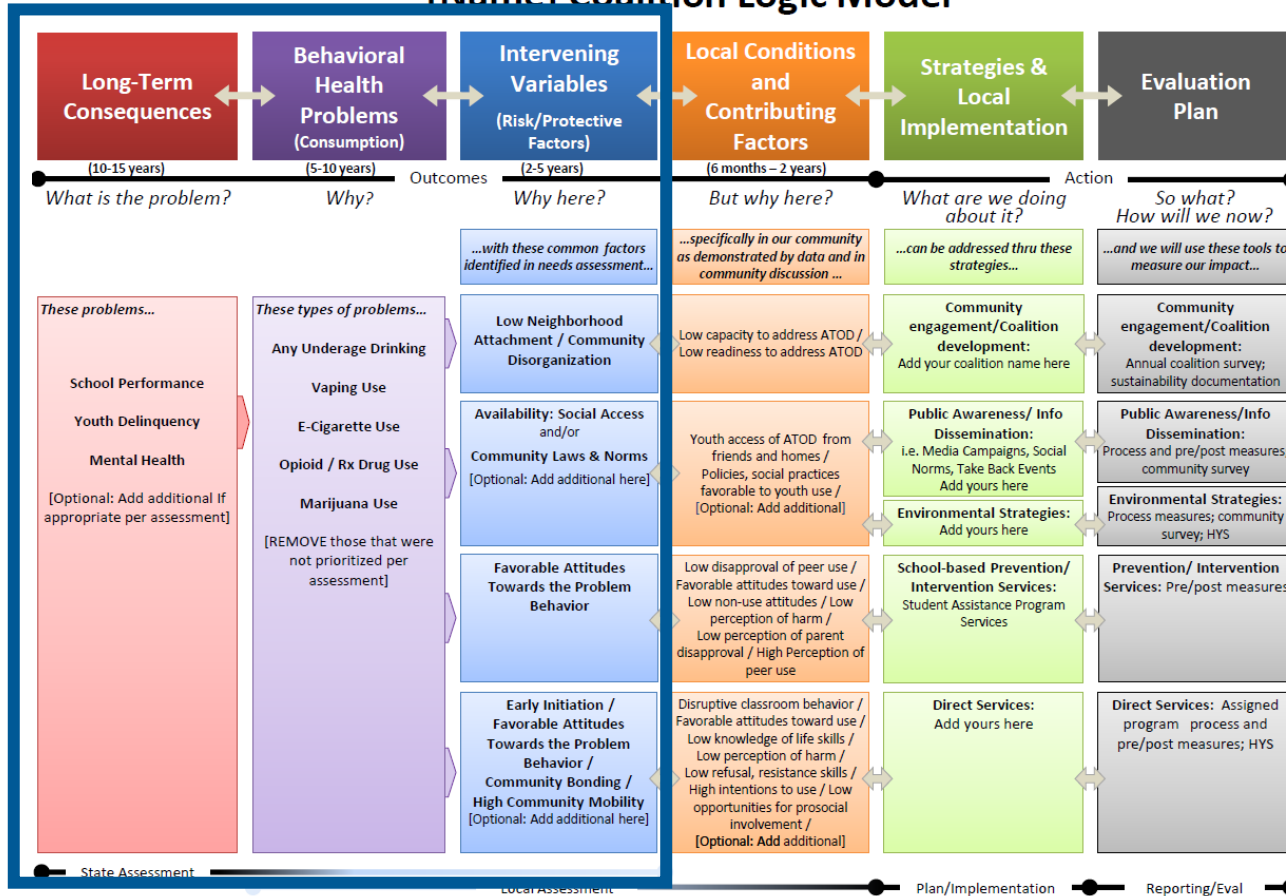 [Name] Coalition Logic Model
Long-Term
Consequences
Behavioral
Health
Problems
(Consumption)
Intervening
Variables
(Risk/Protective
Factors)
Local Conditions
and
Contributing
Factors
Strategies &
Local
Implementation
Evaluation
Plan
(10-15 years)
(5-10 years)
(2-5 years)
(6 months – 2 years)
Outcomes
Action
What is the problem?
Why?
Why here?
But why here?
What are we doing
about it?
So what?
How will we now?
...with these common factors
identified in needs assessment...
...specifically in our community
as demonstrated by data and in
community discussion ...
...can be addressed thru these
strategies...
...and we will use these tools to
measure our impact...
These problems...
School Performance
Youth Delinquency
Mental Health
[Optional: Add additional If
appropriate per assessment]
These types of problems...
Any Underage Drinking
Vaping Use
E-Cigarette Use
Opioid / Rx Drug Use
Marijuana Use
[REMOVE those that were
not prioritized per
assessment]
Low Neighborhood
Attachment / Community
Disorganization
Low capacity to address ATOD /
Low readiness to address ATOD
Community
engagement/Coalition
development:
Add your coalition name here
Community
engagement/Coalition
development:
Annual coalition survey;
sustainability documentation
Availability: Social Access
and/or
Community Laws & Norms
[Optional: Add additional here]
Youth access of ATOD from
friends and homes /
Policies, social practices
favorable to youth use /
[Optional: Add additional]
Public Awareness/ Info
Dissemination:
i.e. Media Campaigns, Social
Norms, Take Back Events
Add yours here
Environmental Strategies:
Add yours here
Public Awareness/Info
Dissemination:
Process and pre/post measures;
community survey
Environmental Strategies:
Process measures; community
survey; HYS
Favorable Attitudes
Towards the Problem
Behavior
Low disapproval of peer use /
Favorable attitudes toward use /
Low non-use attitudes / Low
perception of harm /
Low perception of parent
disapproval / High Perception of
peer use
School-based Prevention/
Intervention Services:
Student Assistance Program
Services
Prevention/ Intervention
Services: Pre/post measures
Early Initiation /
Favorable Attitudes
Towards the Problem
Behavior /
Community Bonding /
High Community Mobility
[Optional: Add additional here]
Disruptive classroom behavior /
Favorable attitudes toward use /
Low knowledge of life skills /
Low perception of harm /
Low refusal, resistance skills /
High intentions to use / Low
opportunities for prosocial
involvement /
[Optional: Add additional]
Direct Services:
Add yours here
Direct Services: Assigned
program process and
pre/post measures; HYS
State Assessment
Local Assessment
Plan/Implementation
Reporting/Eval